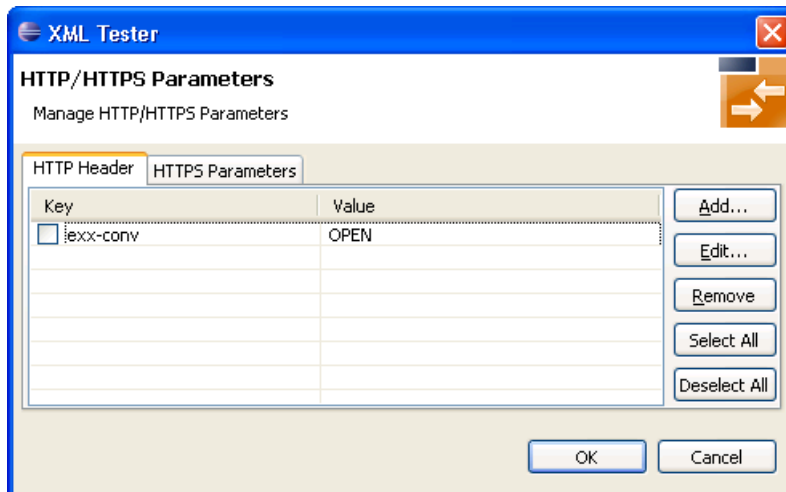 XML Tester
HTTP/HTTPS Parameters
Manage HTTP/HTTPS Parameters
HTTP Header HTTPS Parameters
Key Value
exx-conv OPEN
Add...
Edit...
Remove
Select All
Deselect All
OK Cancel